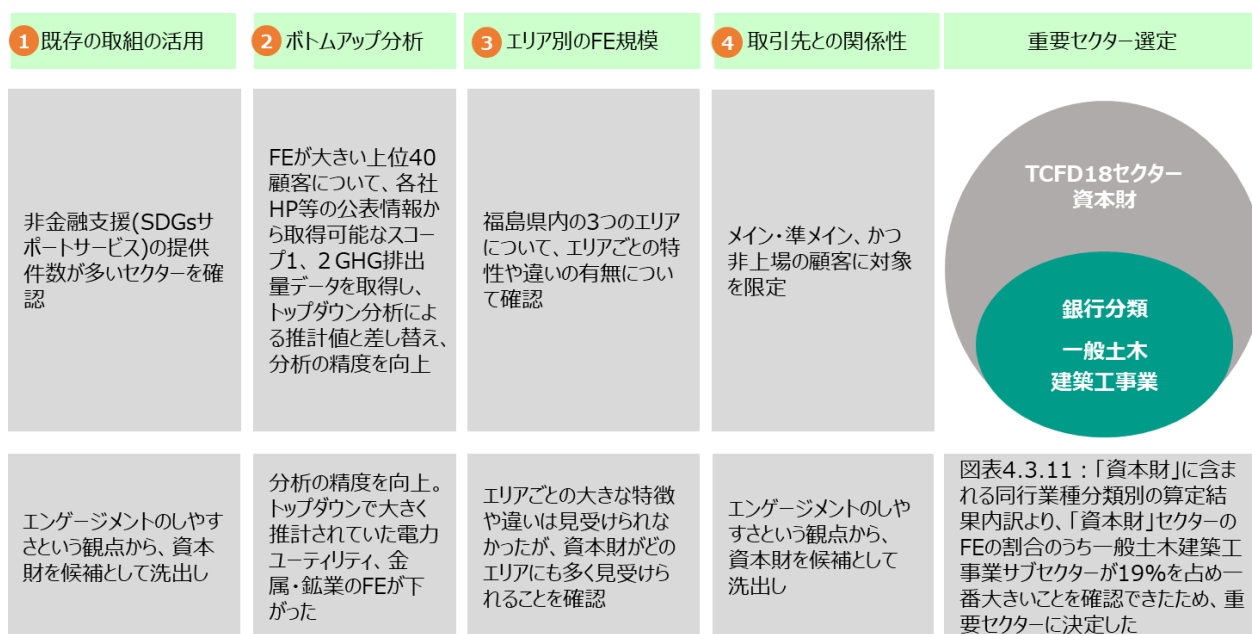 1 既存の取組の活用
2 ボトムアップ分析
3 エリア別のFE規模
4 取引先との関係性
重要セクター選定
非金融支援(SDGsサ
ポートサービス)の提供
件数が多いセクターを確
認
FEが大きい上位40
顧客について、各社
HP等の公表情報か
ら取得可能なスコー
プ1、2 GHG排出
量データを取得し、
トップダウン分析によ
る推計値と差し替え、
分析の精度を向上
福島県内の3つのエリア
について、エリアごとの特
性や違いの有無につい
て確認
メイン・準メイン、かつ
非上場の顧客に対象
を限定
TCFD18セクター
資本財
銀行分類
一般土木
建築工事業
エンゲージメントのしやす
さという観点から、資本
財を候補として洗出し
分析の精度を向上。
トップダウンで大きく
推計されていた電力
ユーティリティ、金
属・鉱業のFEが下
がった
エリアごとの大きな特徴
や違いは見受けられな
かったが、資本財がどの
エリアにも多く見受けら
れることを確認
エンゲージメントのしや
すさという観点から、
資本財を候補として
洗出し
図表4.3.11：「資本財」に含ま
れる同行業種分類別の算定結
果内訳より、「資本財」セクターの
FEの割合のうち一般土木建築工
事業サブセクターが19%を占め一
番大きいことを確認できたため、重
要セクターに決定した